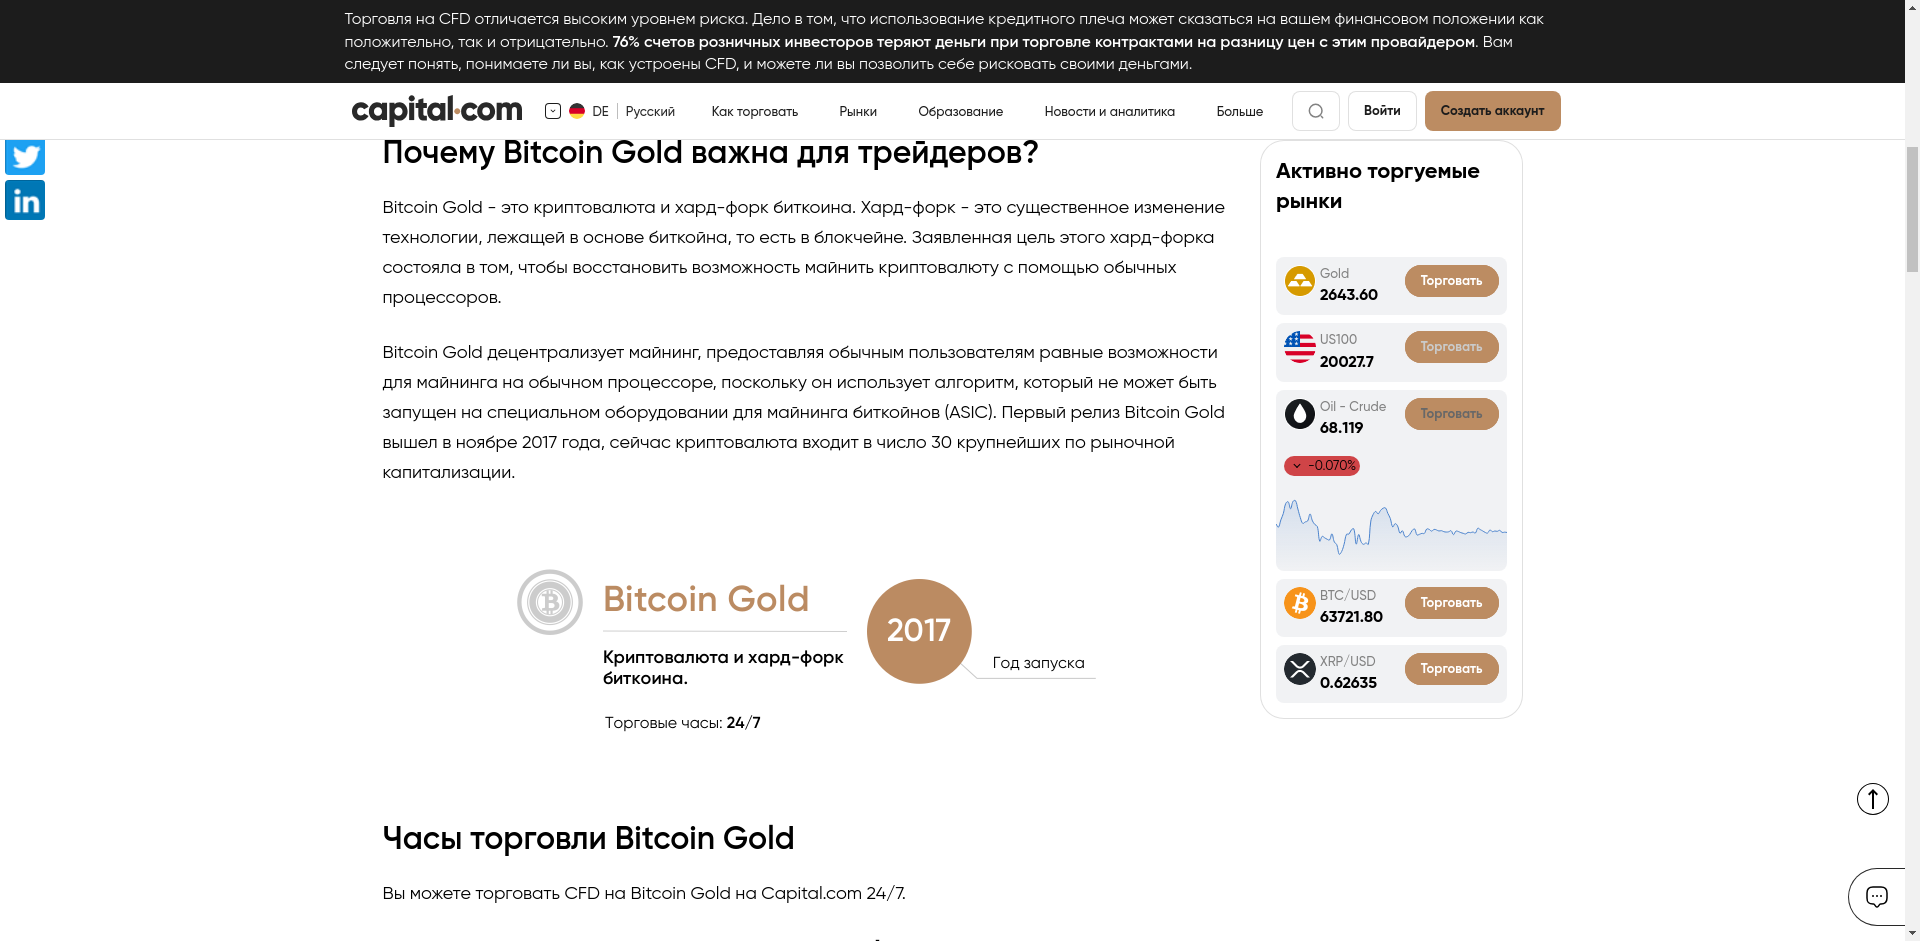 Торговля на CFD отличается высоким уровнем риска. Дело в том, что использование кредитного плеча может сказаться на вашем финансовом положении как
положительно, так и отрицательно. 76% счетов розничных инвесторов теряют деньги при торговле контрактами на разницу цен с этим провайдером. Вам
следует понять, понимаете ли вы, как устроены CFD, и можете ли вы позволить себе рисковать своими деньгами.
capital.com
DE
Русский
Как торговать
Рынки
Образование
Новости и аналитика
Больше
Войти
Создать аккаунт
in
Почему Bitcoin Gold важна для трейдеров?
Bitcoin Gold - это криптовалюта и хард-форк биткоина. Хард-форк - это существенное изменение
технологии, лежащей в основе биткойна, то есть в блокчейне. Заявленная цель этого хард-форка
состояла в том, чтобы восстановить возможность майнить криптовалюту с помощью обычных
процессоров.
Bitcoin Gold децентрализует майнинг, предоставляя обычным пользователям равные возможности
для майнинга на обычном процессоре, поскольку он использует алгоритм, который не может быть
запущен на специальном оборудовании для майнинга биткойнов (ASIC). Первый релиз Bitcoin Gold
вышел в ноябре 2017 года, сейчас криптовалюта входит в число 30 крупнейших по рыночной
капитализации.
Bitcoin Gold
Криптовалюта и хард-форк
биткоина.
Торговые часы: 24/7
2017
Год запуска
Часы торговли Bitcoin Gold
Вы можете торговать CFD на Bitcoin Gold на Capital.com 24/7.
Активно торгуемые
рынки
Gold
2643.60
Торговать
US100
20027.7
Торговать
Oil - Crude
68.119
Торговать
-0.070%
BTC/USD
63721.80
Торговать
XRP/USD
0.62635
Торговать